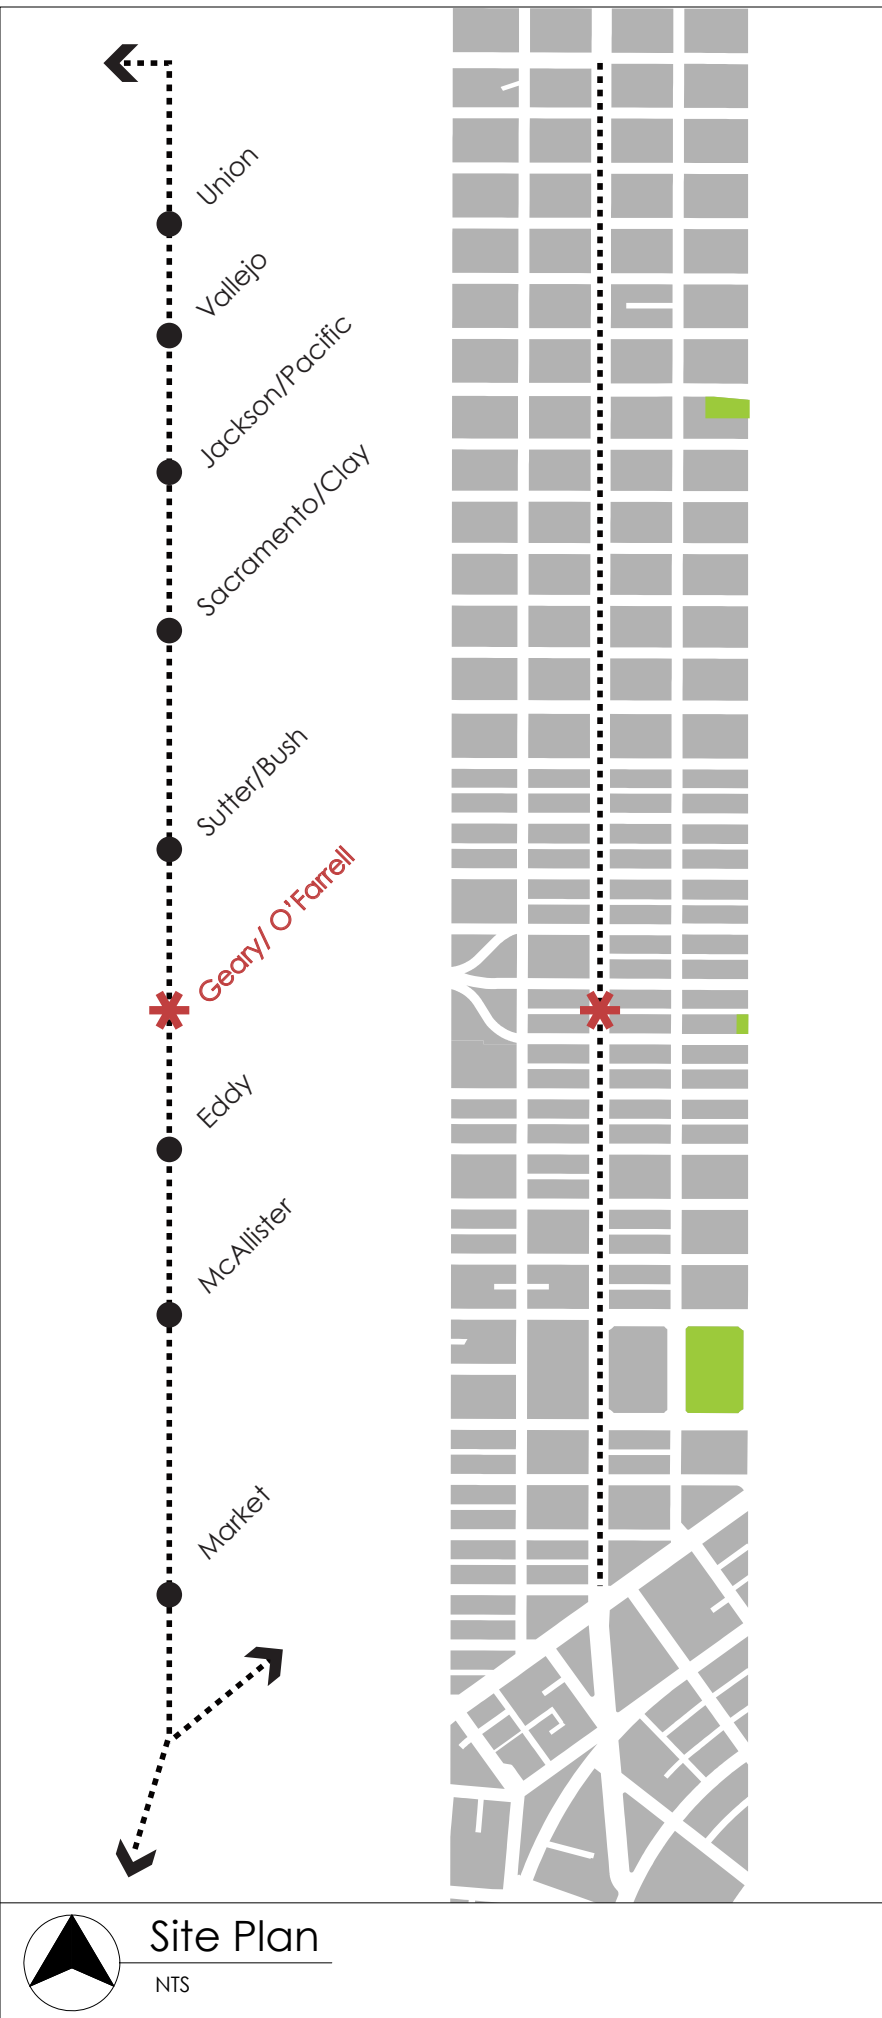 Union
Vallejo
Jackson/Pacific
Sacramento/Clay
Sutter/Bush
Geary/ O'Farrell
Eddy
McAllister
Market
Site Plan
NTS